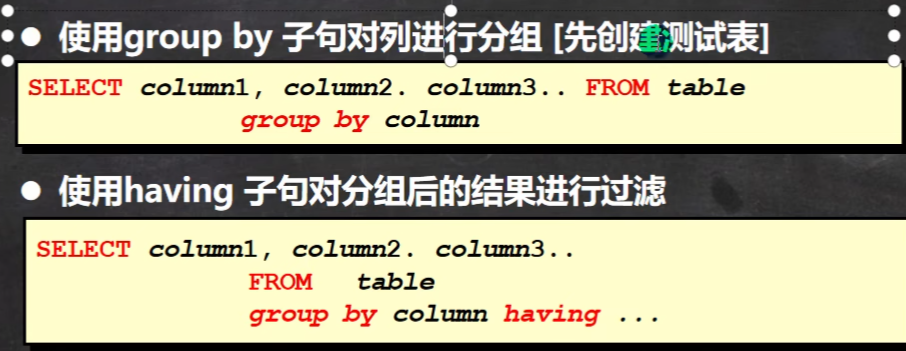 ● 使用group by 子句对列进行分组 [先创建测试表]
SELECT column1, column2. column3.. FROM table
group by column
● 使用having 子句对分组后的结果进行过滤
SELECT column1, column2. column3..
FROM table
group by column having ...